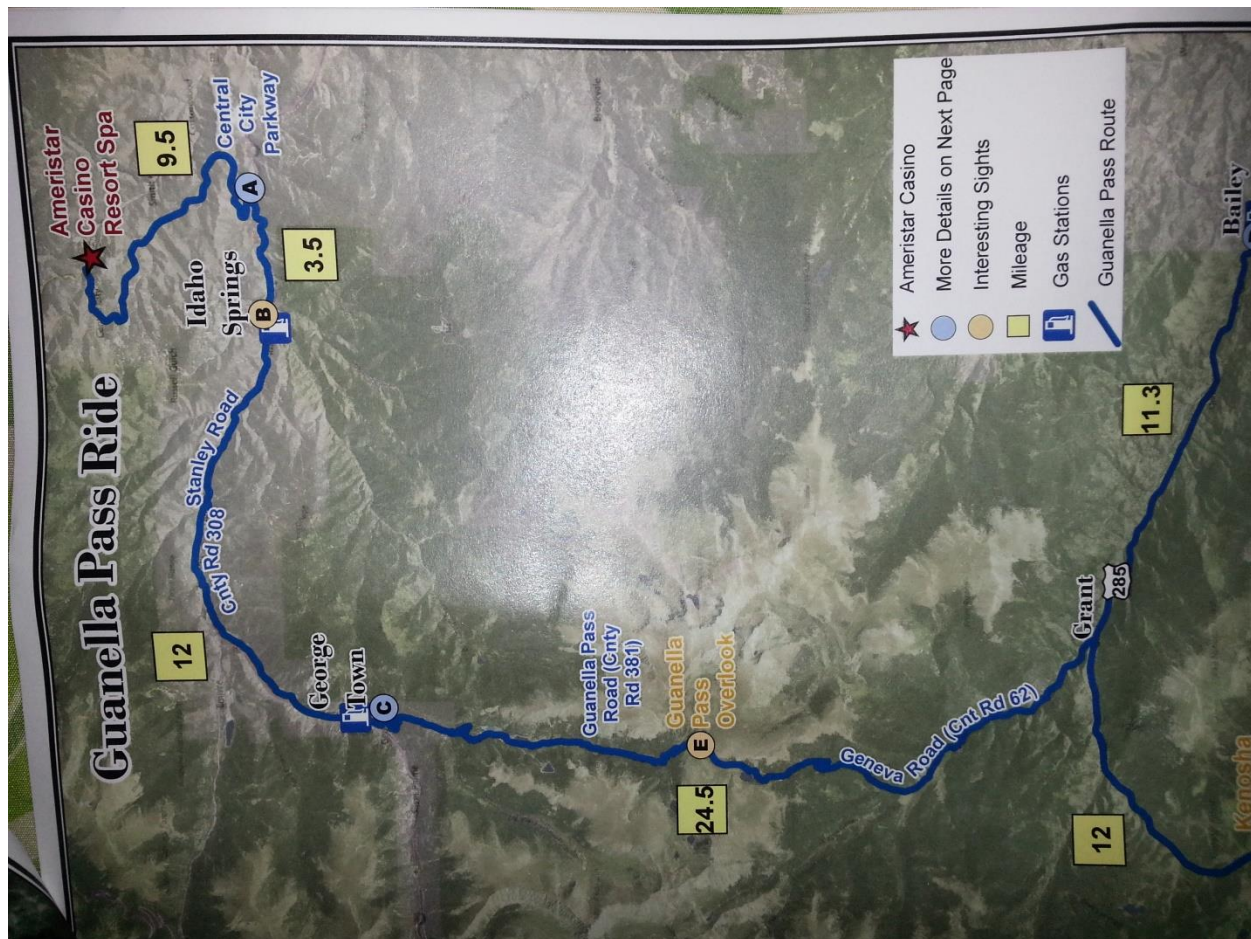 Guanella Pass Ride
Ameristar
Casino
Resort Spa
9.5
Central
City
Parkway
A
3.5
Idaho
Springs
B
Stanley Road
Cnty Rd 308
12
George
Town
C
Guanella Pass
Road (Cnty
Rd 381)
Guanella
Pass
Overlook
E
24.5
Geneva Road (Cnt Rd 62)
Grant
285
11.3
12
Bailey
Kenosha
Ameristar Casino
More Details on Next Page
Interesting Sights
Mileage
Gas Stations
Guanella Pass Route